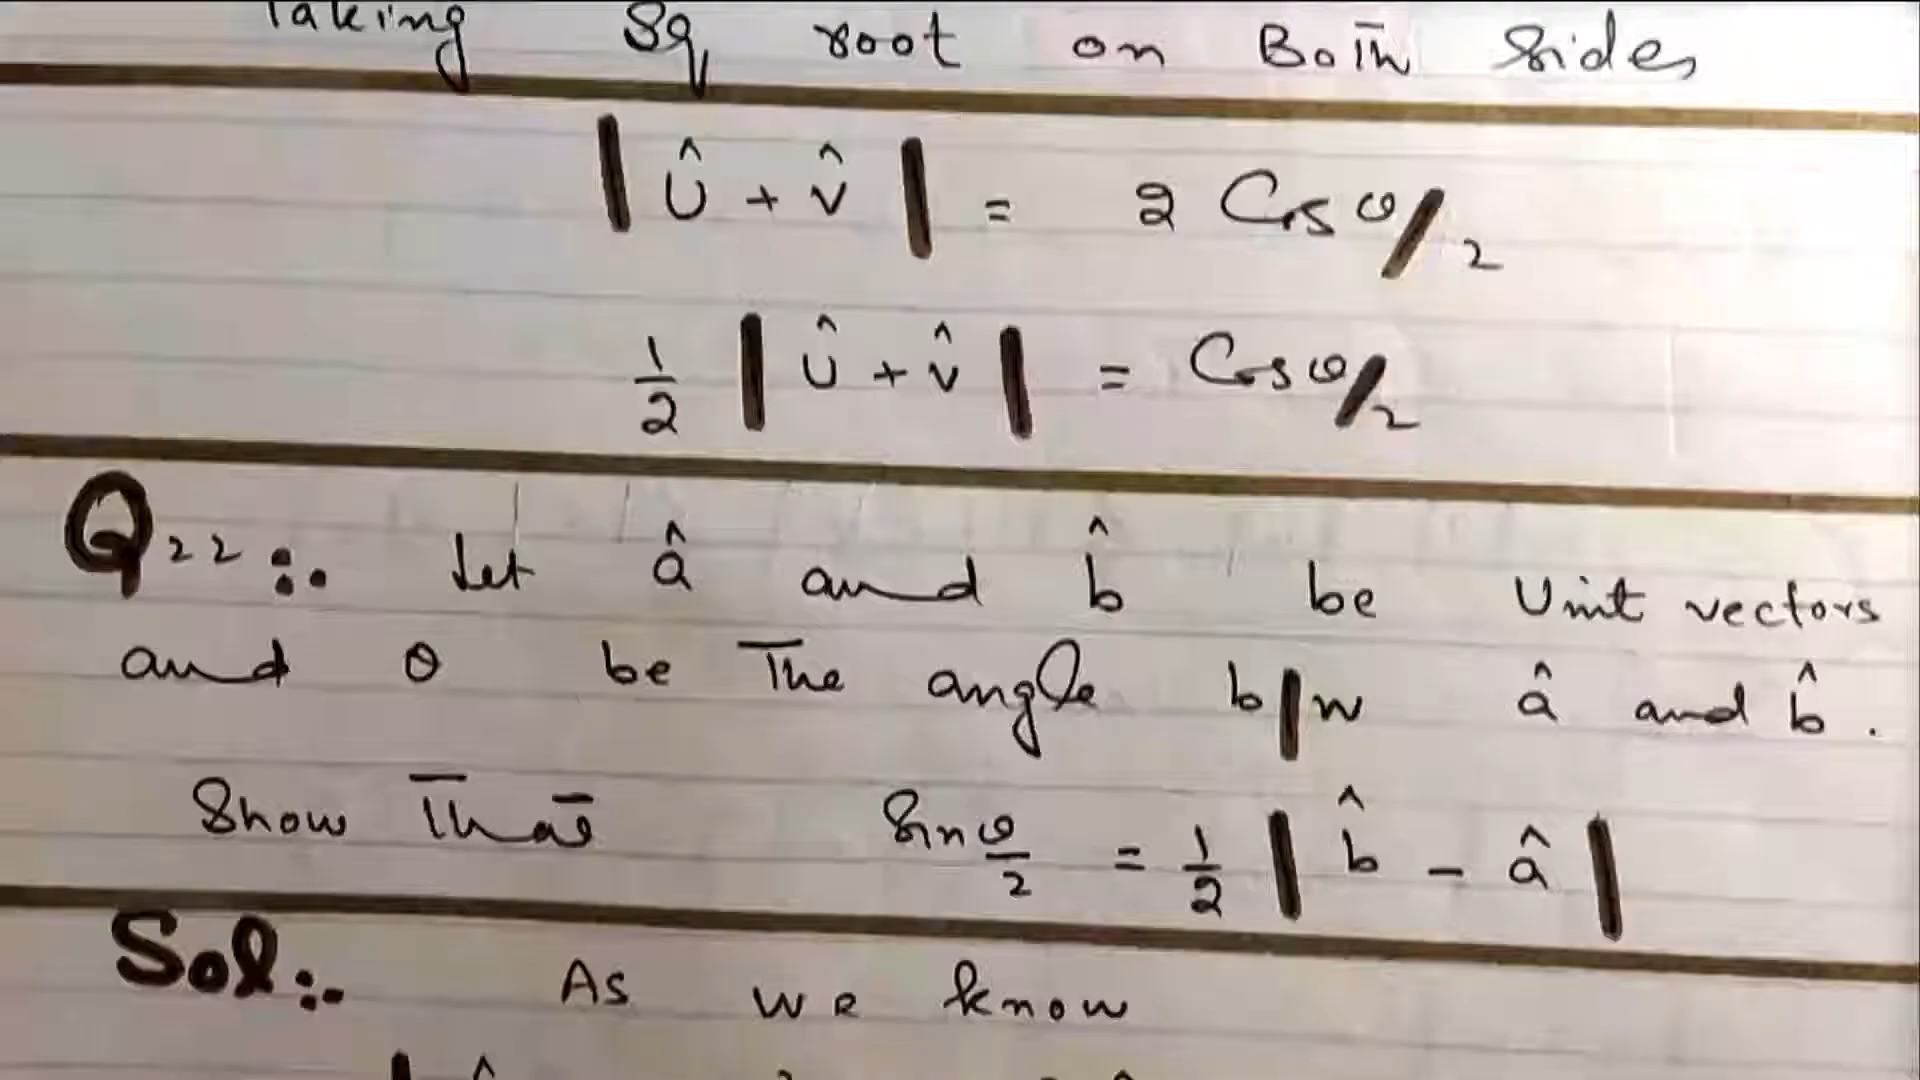 Taking Sq root on Both Sides
| û + v̂ | = 2 Cos θ/2
1/2 | û + v̂ | = Cos θ/2
Q22:. Let â and b̂ be Unit vectors
and θ be The angle b/w â and b̂.
Show That Sin θ/2 = 1/2 | b̂ - â |
Sol:- As we know